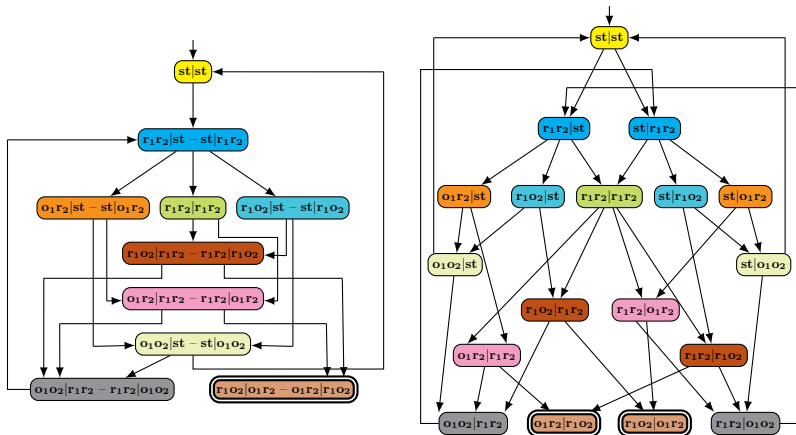 st|st
r₁r₂|st − st|r₁r₂
o₁r₂|st − st|o₁r₂
r₁r₂|r₁r₂
r₁o₂|st − st|r₁o₂
r₁o₂|r₁r₂ − r₁r₂|r₁o₂
o₁r₂|r₁r₂ − r₁r₂|o₁r₂
o₁o₂|st − st|o₁o₂
o₁o₂|r₁r₂ − r₁r₂|o₁o₂
r₁o₂|o₁r₂ − o₁r₂|r₁o₂
st|st
r₁r₂|st
st|r₁r₂
o₁r₂|st
r₁o₂|st
r₁r₂|r₁r₂
st|r₁o₂
st|o₁r₂
o₁o₂|st
st|o₁o₂
r₁o₂|r₁r₂
r₁r₂|o₁r₂
o₁r₂|r₁r₂
r₁r₂|r₁o₂
o₁o₂|r₁r₂
o₁r₂|r₁o₂
r₁o₂|o₁r₂
r₁r₂|o₁o₂